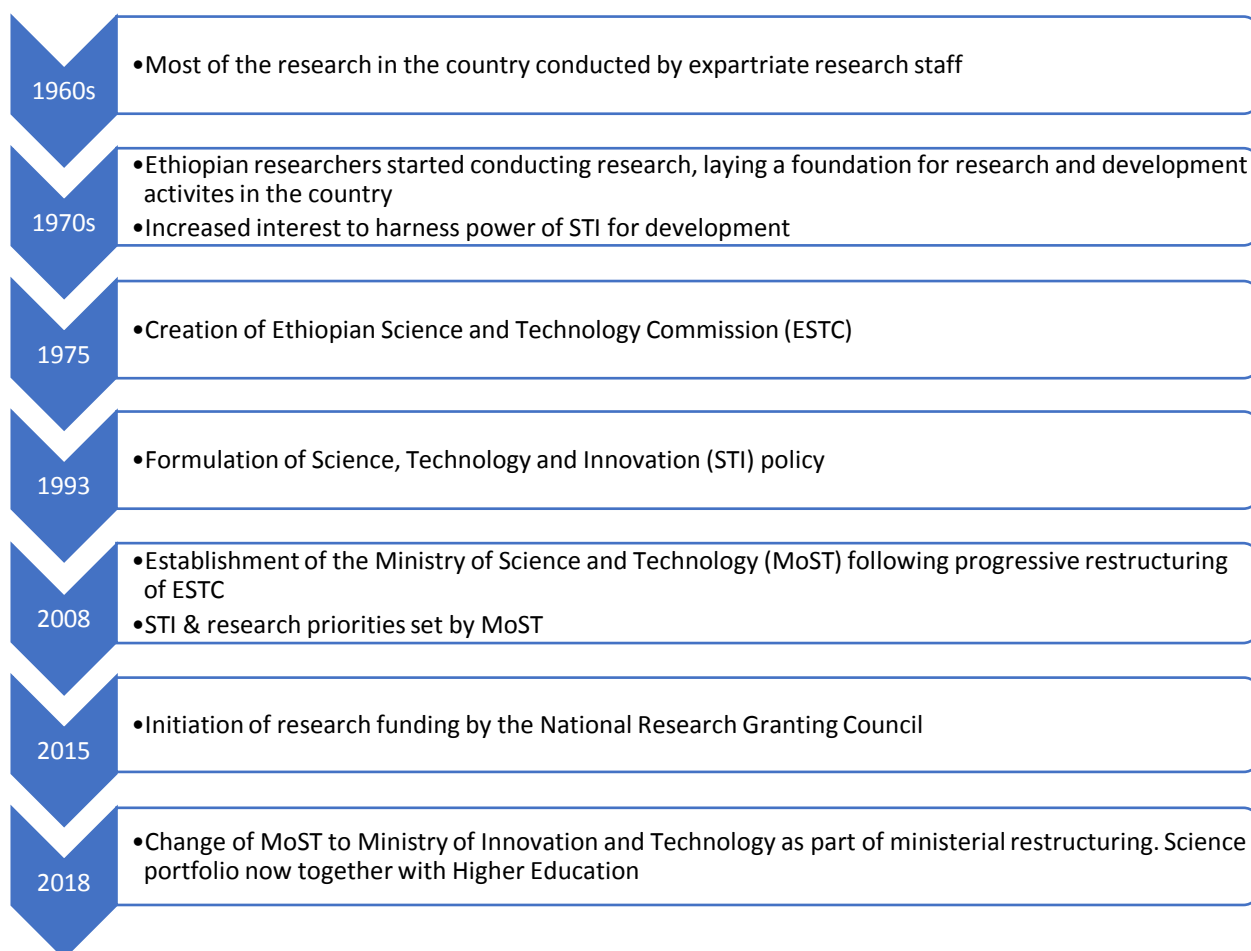 1960s
•Most of the research in the country conducted by expartriate research staff
1970s
•Ethiopian researchers started conducting research, laying a foundation for research and development
activites in the country
•Increased interest to harness power of STI for development
1975
•Creation of Ethiopian Science and Technology Commission (ESTC)
1993
•Formulation of Science, Technology and Innovation (STI) policy
2008
•Establishment of the Ministry of Science and Technology (MoST) following progressive restructuring
of ESTC
•STI & research priorities set by MoST
2015
•Initiation of research funding by the National Research Granting Council
2018
•Change of MoST to Ministry of Innovation and Technology as part of ministerial restructuring. Science
portfolio now together with Higher Education